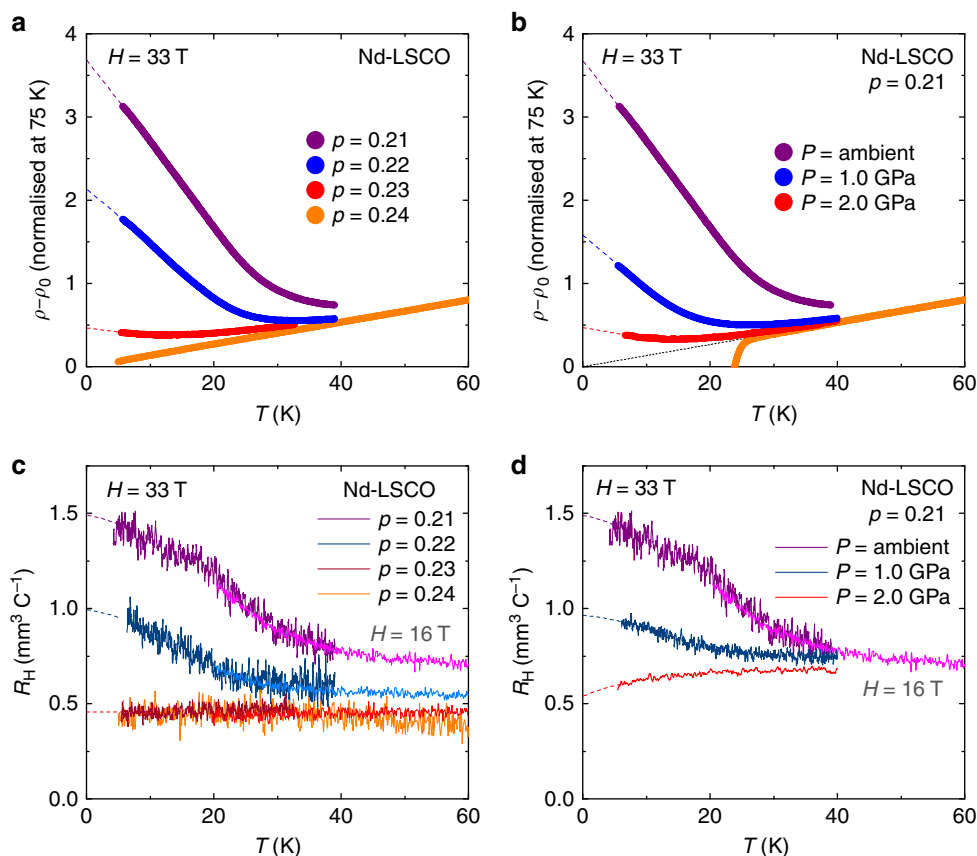 a
H = 33 T
Nd-LSCO
p = 0.21
p = 0.22
p = 0.23
p = 0.24
ρ–ρ₀ (normalised at 75 K)
4
3
2
1
0
0 20 40 60
T (K)
b
H = 33 T
Nd-LSCO
p = 0.21
P = ambient
P = 1.0 GPa
P = 2.0 GPa
ρ–ρ₀ (normalised at 75 K)
4
3
2
1
0
0 20 40 60
T (K)
c
H = 33 T
Nd-LSCO
p = 0.21
p = 0.22
p = 0.23
p = 0.24
H = 16 T
R_H (mm³ C⁻¹)
1.5
1.0
0.5
0.0
0 20 40 60
T (K)
d
H = 33 T
Nd-LSCO
p = 0.21
P = ambient
P = 1.0 GPa
P = 2.0 GPa
H = 16 T
R_H (mm³ C⁻¹)
1.5
1.0
0.5
0.0
0 20 40 60
T (K)